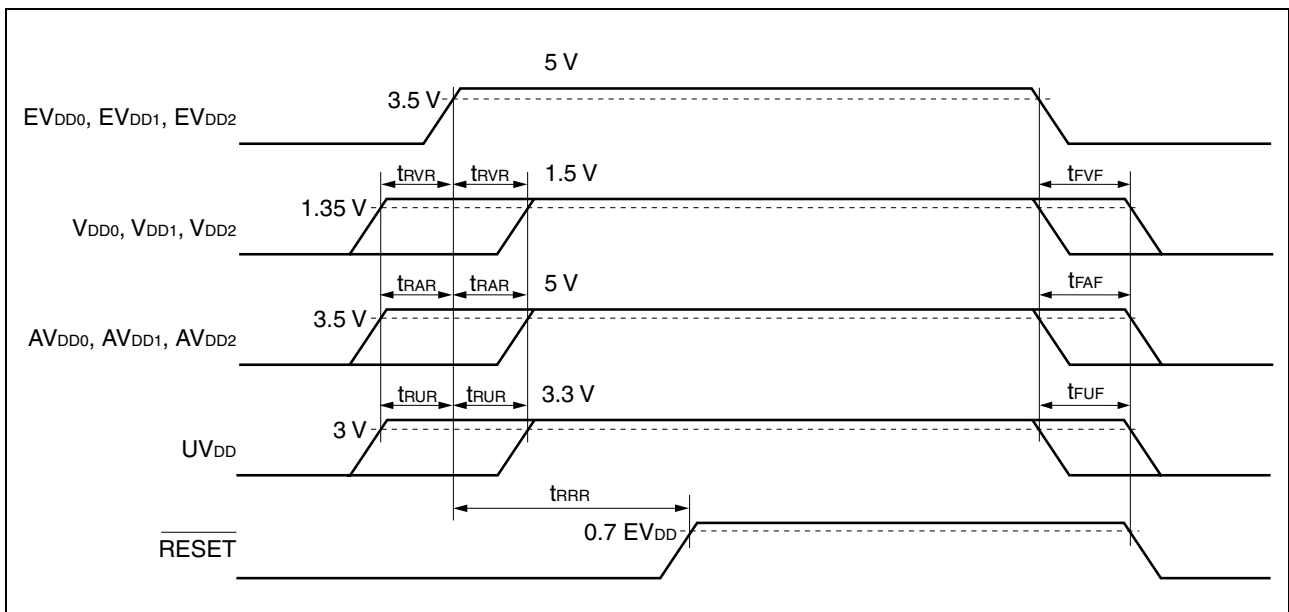 5 V
3.5 V
EVDD0, EVDD1, EVDD2
tRVR
tRVR
1.5 V
tFVF
1.35 V
VDD0, VDD1, VDD2
tRAR
tRAR
5 V
tFAF
3.5 V
AVDD0, AVDD1, AVDD2
tRUR
tRUR
3.3 V
tFUF
3 V
UVDD
tRRR
0.7 EVDD
RESET